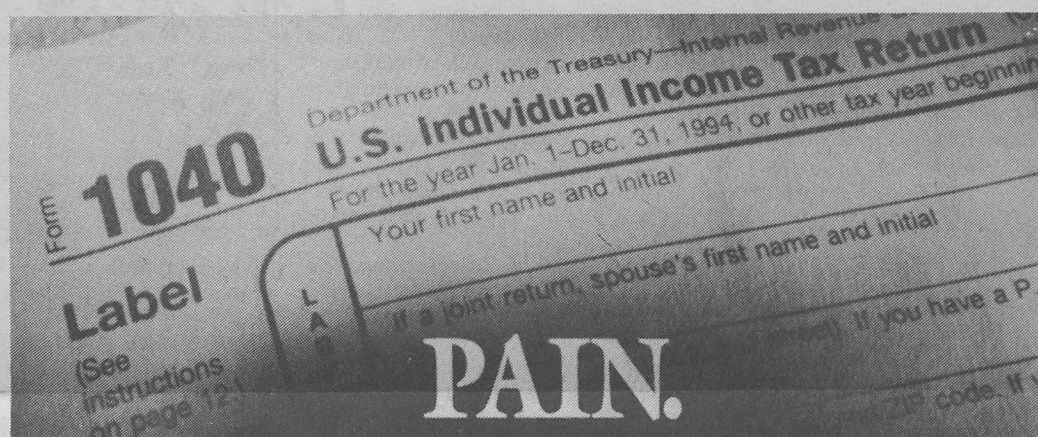 Department of the Treasury—Internal Revenue
U.S. Individual Income Tax Return
Form 1040
For the year Jan. 1–Dec. 31, 1994, or other tax year beginning
Label
(See
instructions
on page 12.)
L
A
B
Your first name and initial
If a joint return, spouse's first name and initial
If you have a P
ZIP code. If
PAIN.